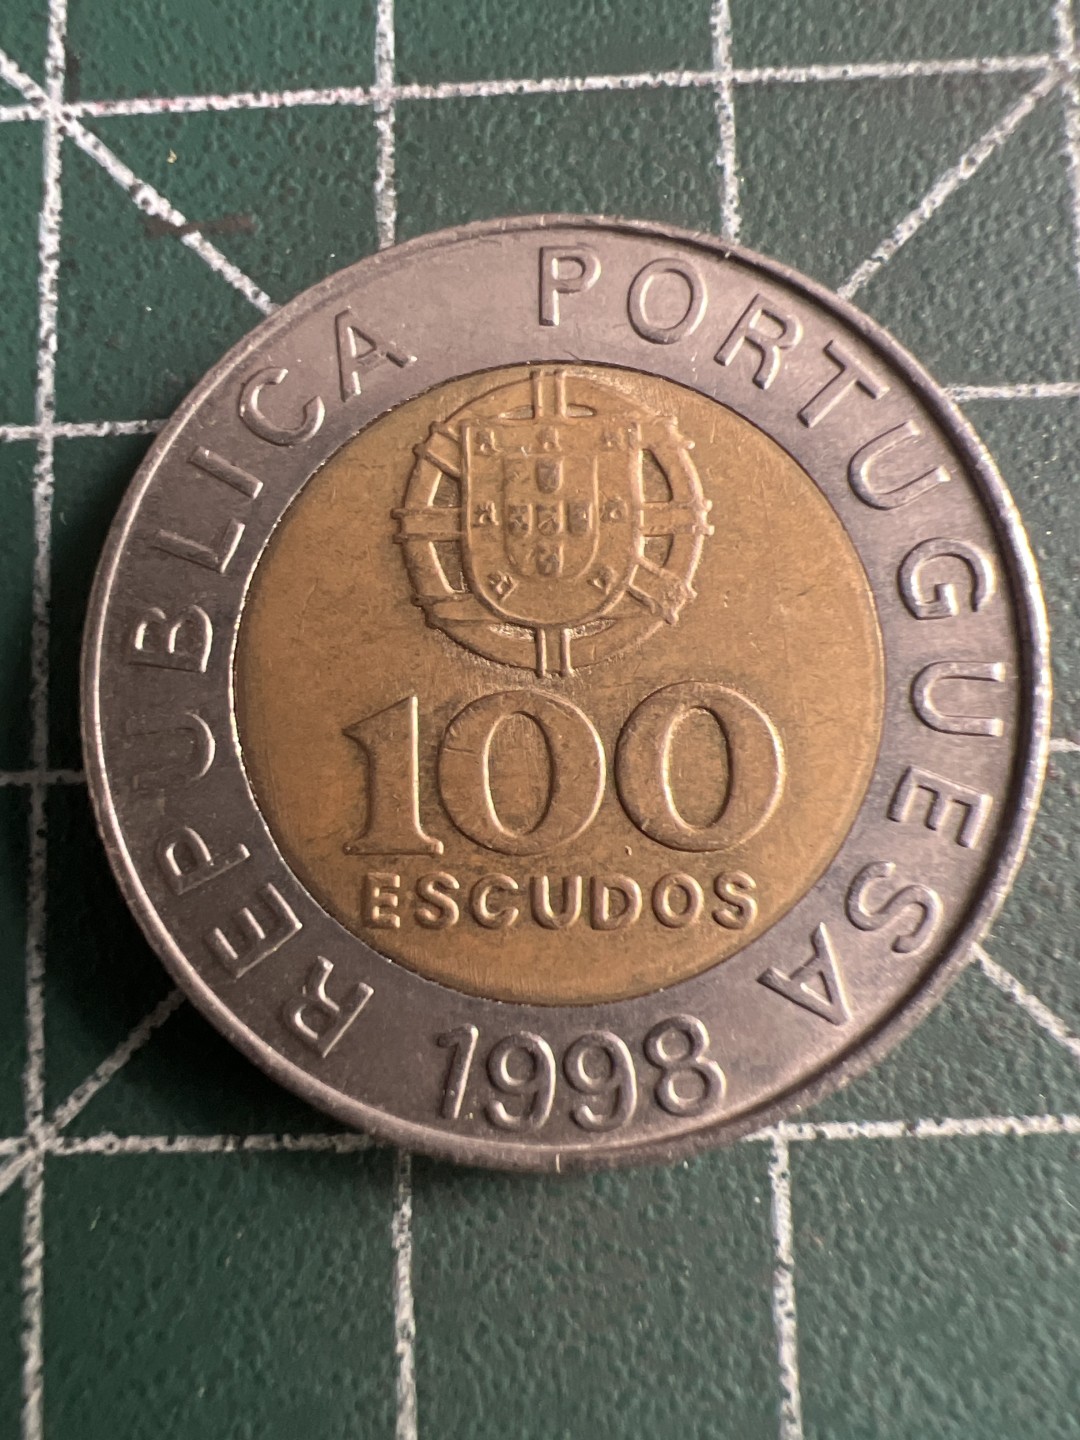 REPUBLICA PORTUGUESA
100
ESCUDOS
1998